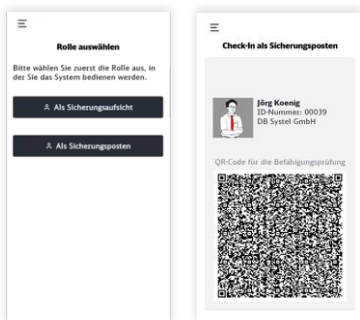 Rolle auswählen
Bitte wählen Sie zuerst die Rolle aus, in
der Sie das System bedienen werden.
Als Sicherungsaufsicht
Als Sicherungsposten
Check-In als Sicherungsposten
Jörg Koenig
ID-Nummer: 00039
DB Systel GmbH
QR-Code für die Befähigungsprüfung